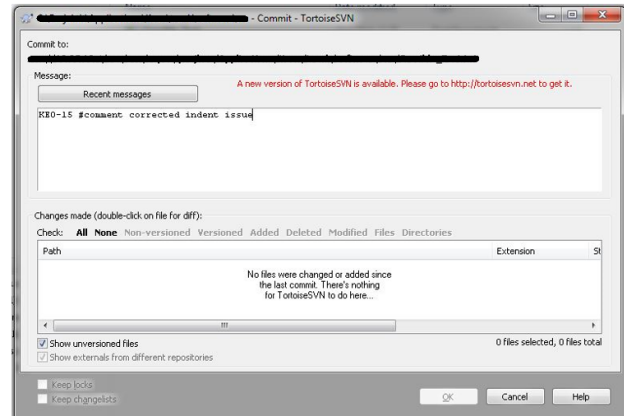 - Commit - TortoiseSVN
Commit to:
Message:
Recent messages
A new version of TortoiseSVN is available. Please go to http://tortoisesvn.net to get it.
KEO-15 #comment corrected indent issue
Changes made (double-click on file for diff):
Check: All None Non-versioned Versioned Added Deleted Modified Files Directories
Path Extension St
No files were changed or added since
the last commit. There's nothing
for TortoiseSVN to do here...
Show unversioned files
0 files selected, 0 files total
Show externals from different repositories
Keep locks
Keep changelists
OK Cancel Help